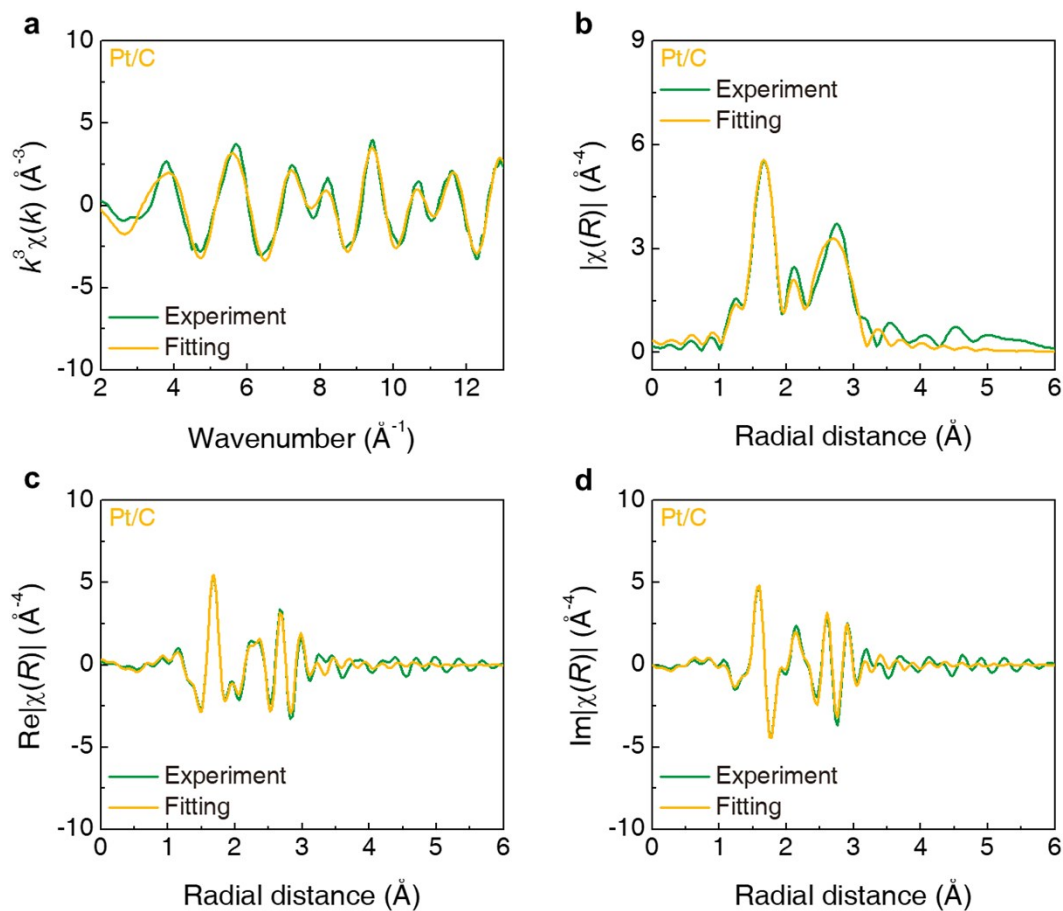 a
Pt/C
10
5
0
-5
-10
k³χ(k) (Å⁻³)
Experiment
Fitting
2 4 6 8 10 12
Wavenumber (Å⁻¹)
b
Pt/C
Experiment
Fitting
9
6
3
0
|χ(R)| (Å⁻⁴)
0 1 2 3 4 5 6
Radial distance (Å)
c
Pt/C
10
5
0
-5
-10
Re|χ(R)| (Å⁻⁴)
Experiment
Fitting
0 1 2 3 4 5 6
Radial distance (Å)
d
Pt/C
10
5
0
-5
-10
Im|χ(R)| (Å⁻⁴)
Experiment
Fitting
0 1 2 3 4 5 6
Radial distance (Å)